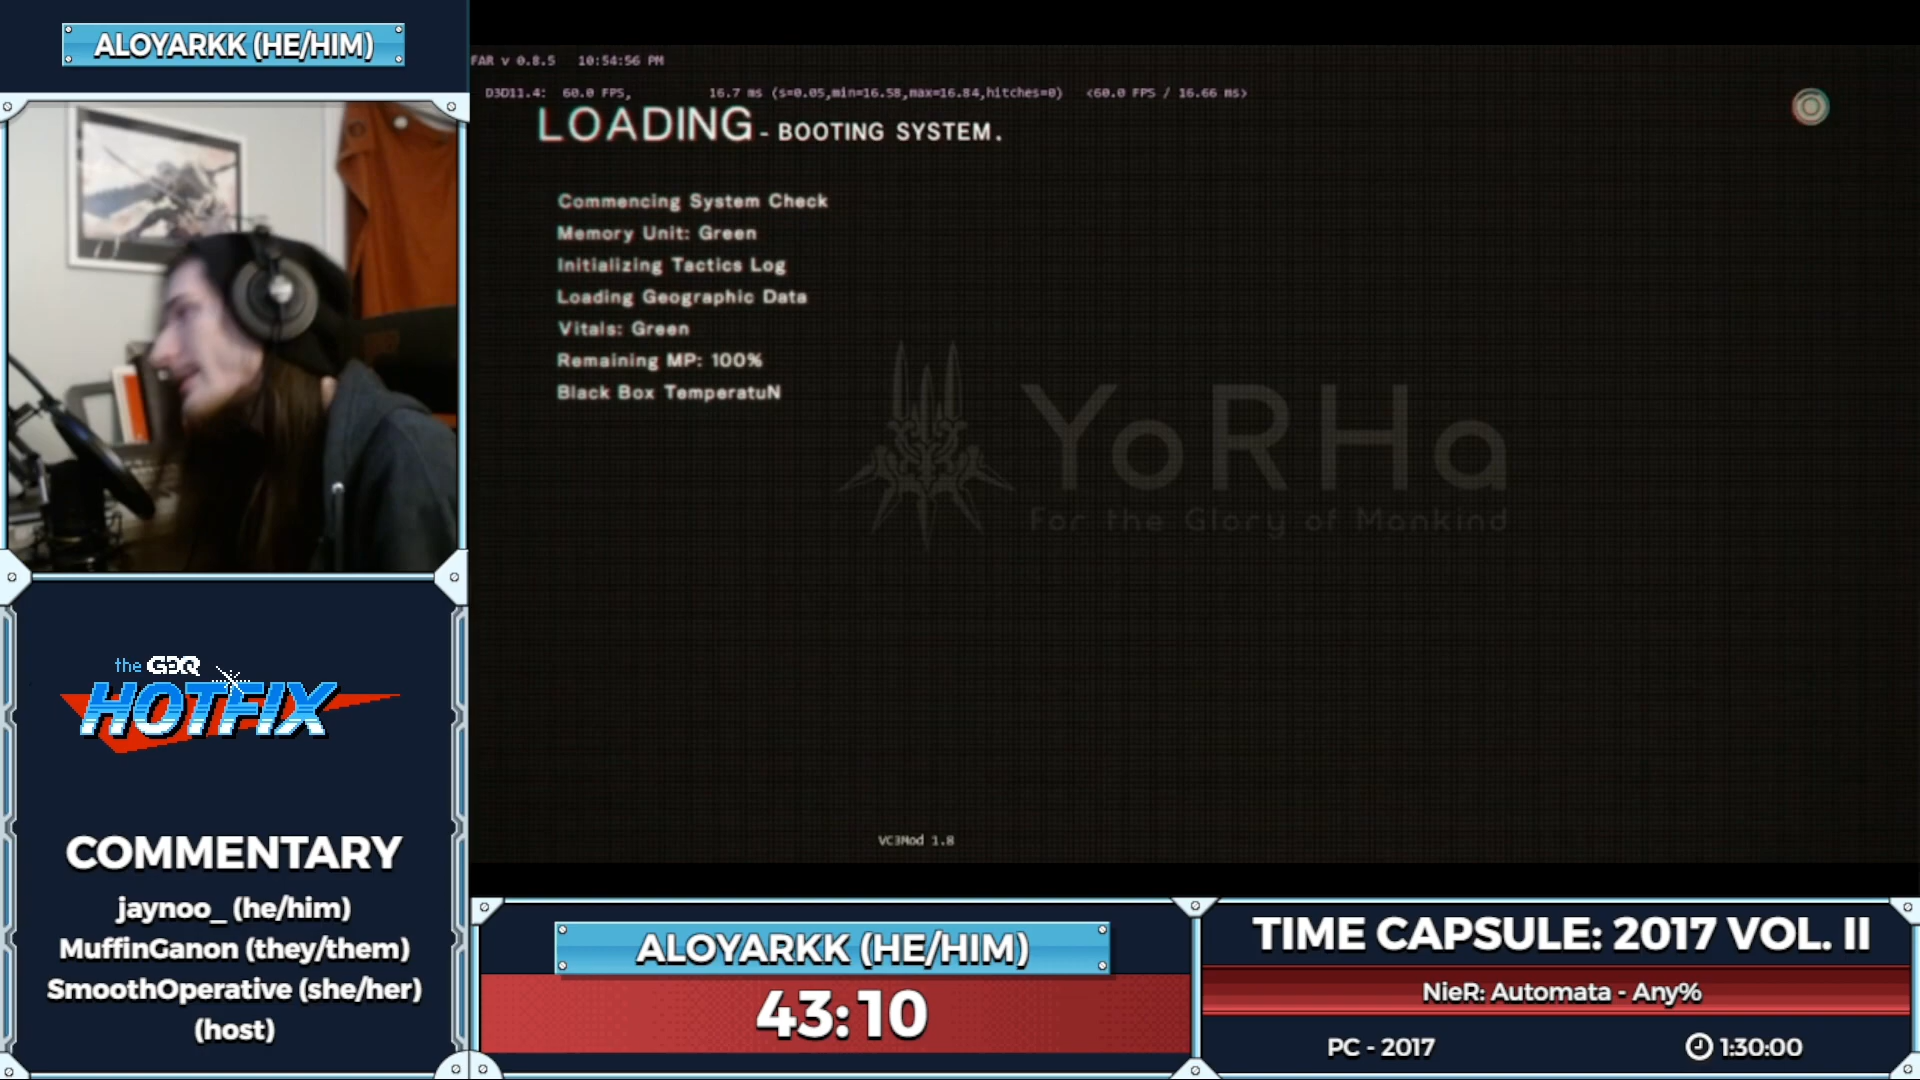 ALOYARKK (HE/HIM)
FAR v 0.8.5 10:54:56 PM
D3D11.4: 60.0 FPS, 16.7 ms (s=0.05,min=16.58,max=16.84,hitches=0) <60.0 FPS / 16.66 ms>
LOADING - BOOTING SYSTEM.
Commencing System Check
Memory Unit: Green
Initializing Tactics Log
Loading Geographic Data
Vitals: Green
Remaining MP: 100%
Black Box TemperatuN
YoRHa
For the Glory of Mankind
VC3Mod 1.8
the GDQ
HOTFIX
COMMENTARY
jaynoo_ (he/him)
MuffinGanon (they/them)
SmoothOperative (she/her)
(host)
ALOYARKK (HE/HIM)
43:10
TIME CAPSULE: 2017 VOL. II
NieR: Automata - Any%
PC - 2017
1:30:00